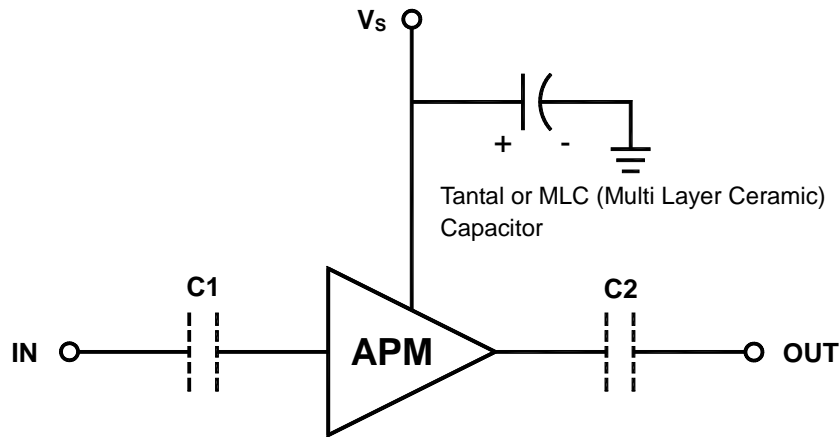 Vs
+ -
Tantal or MLC (Multi Layer Ceramic)
Capacitor
C1
C2
IN
APM
OUT